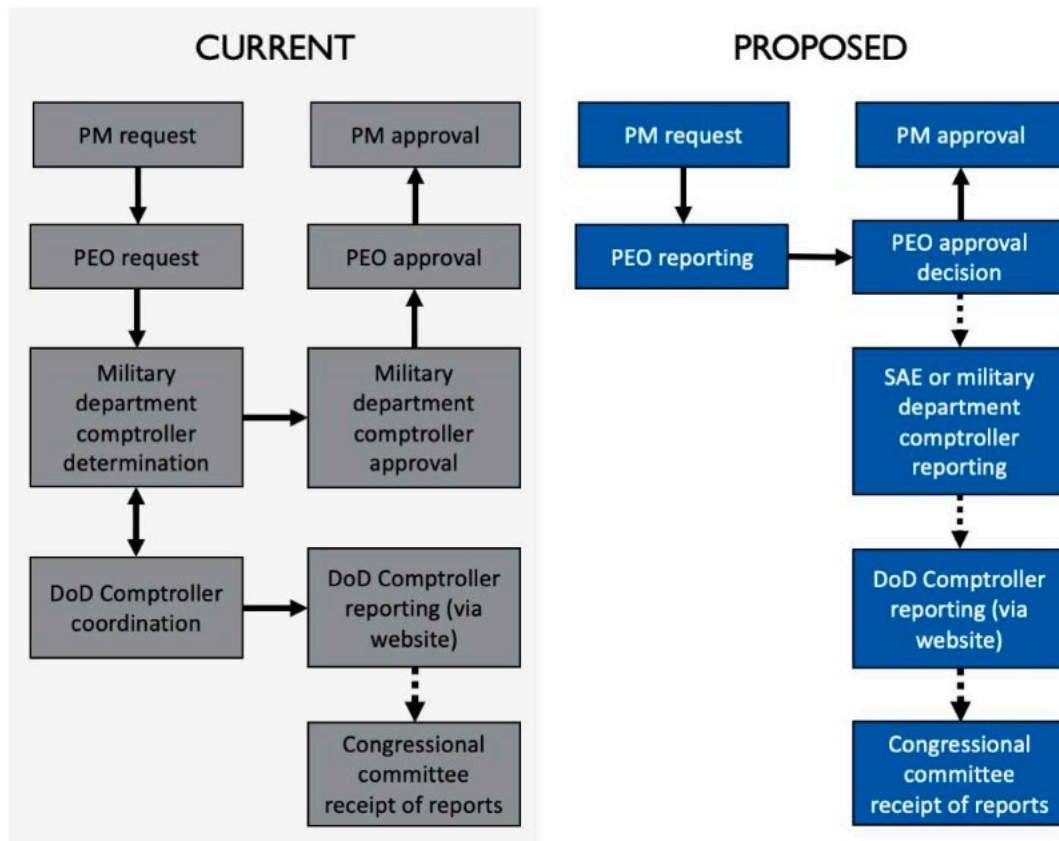 CURRENT
PM request
PM approval
PEO request
PEO approval
Military
department
comptroller
determination
Military
department
comptroller
approval
DoD Comptroller
coordination
DoD Comptroller
reporting (via
website)
Congressional
committee
receipt of reports
PROPOSED
PM request
PM approval
PEO reporting
PEO approval
decision
SAE or military
department
comptroller
reporting
DoD Comptroller
reporting (via
website)
Congressional
committee
receipt of reports